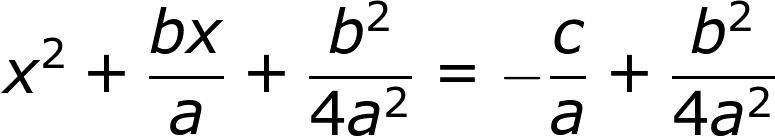 x² + bx/a + b²/4a² = −c/a + b²/4a²